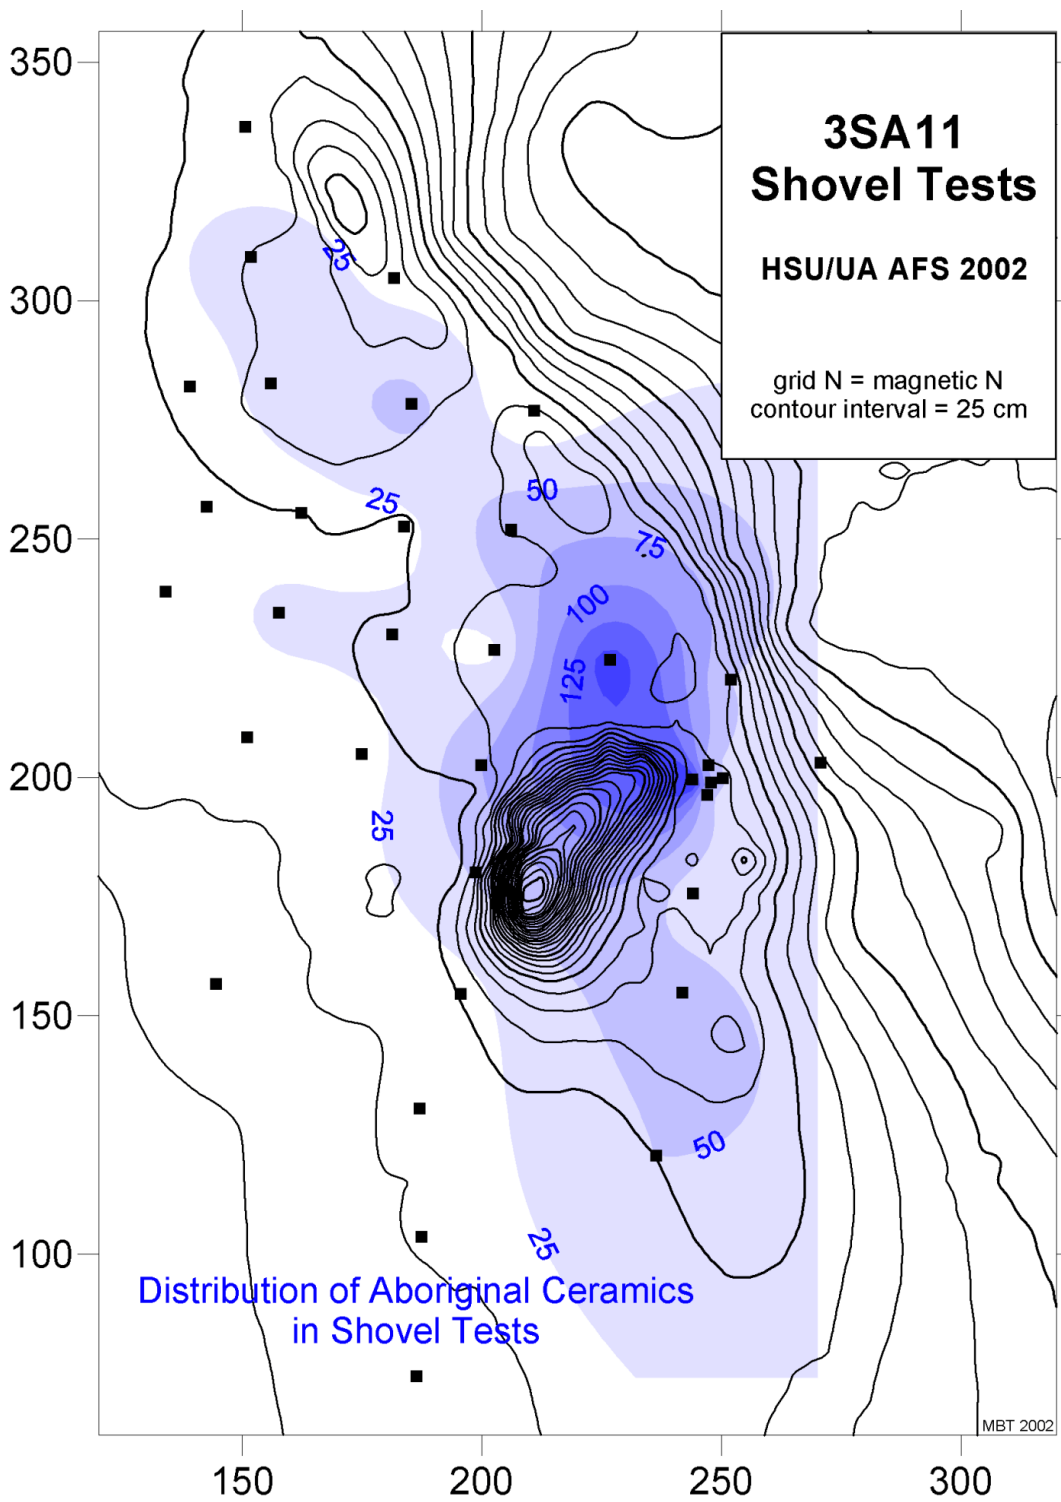 350
3SA11
Shovel Tests
HSU/UA AFS 2002
25
300
grid N = magnetic N
contour interval = 25 cm
25
50
250
75
100
125
200
25
150
50
25
100
Distribution of Aboriginal Ceramics
in Shovel Tests
MBT 2002
150
200
250
300